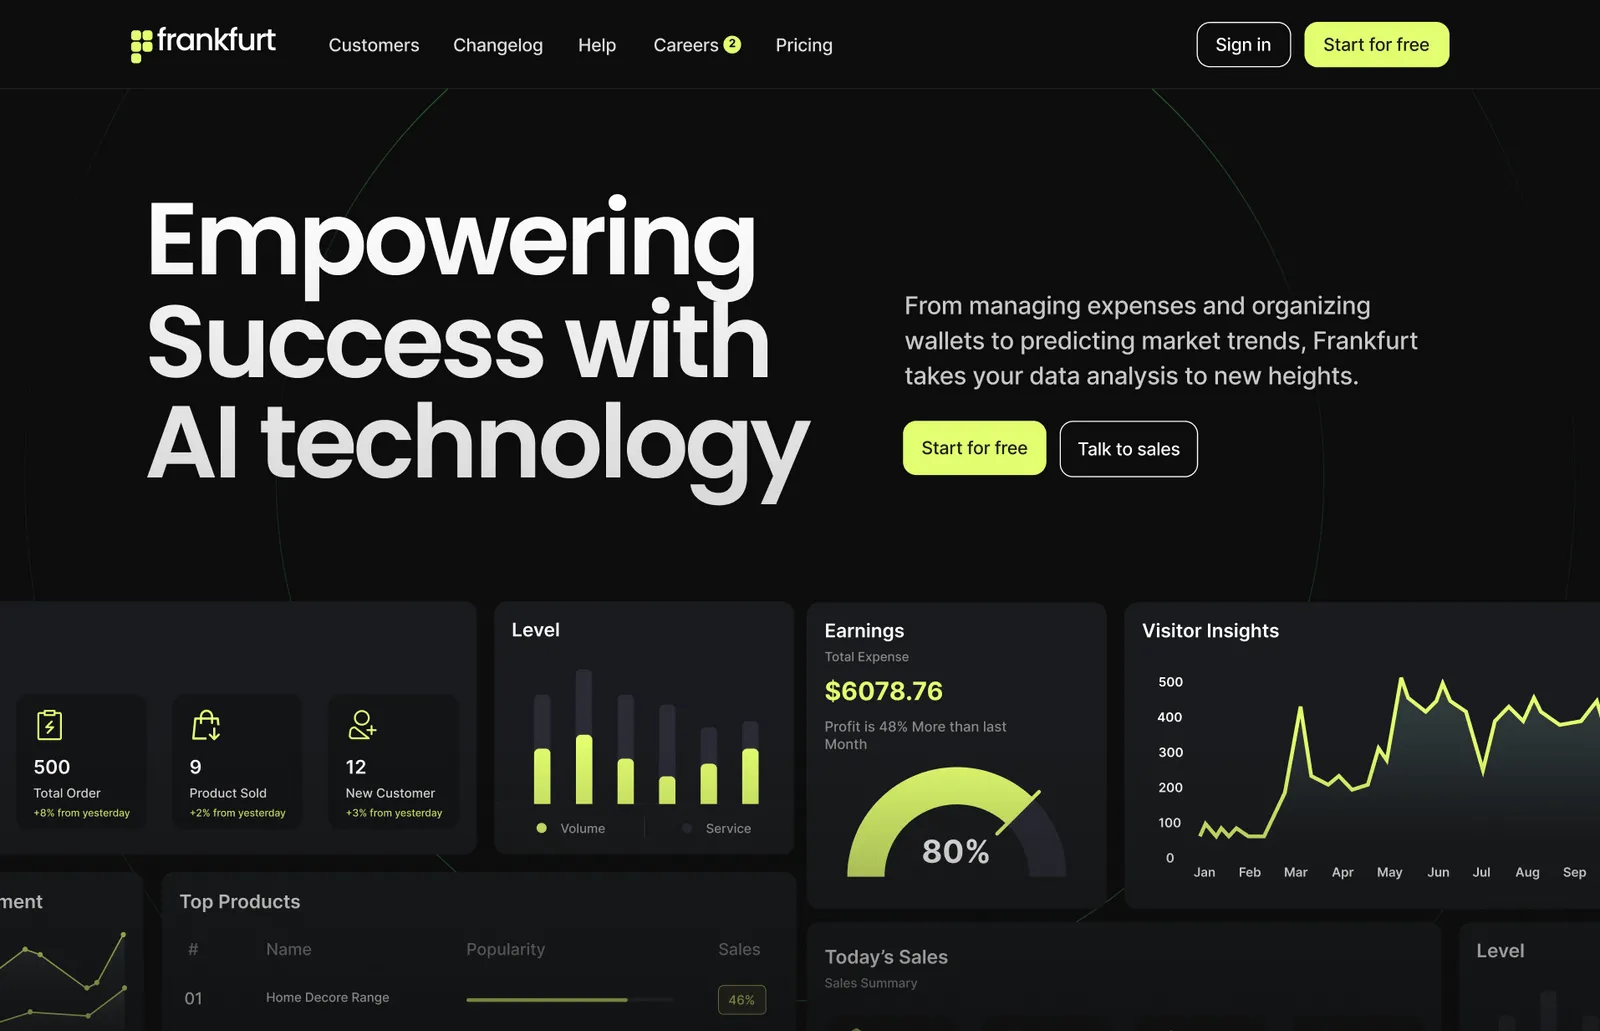 frankfurt
Customers
Changelog
Help
Careers 2
Pricing
Sign in
Start for free
Empowering
Success with
AI technology
From managing expenses and organizing
wallets to predicting market trends, Frankfurt
takes your data analysis to new heights.
Start for free
Talk to sales
500
Total Order
+8% from yesterday
9
Product Sold
+2% from yesterday
12
New Customer
+3% from yesterday
Level
Volume
Service
Earnings
Total Expense
$6078.76
Profit is 48% More than last
Month
80%
Visitor Insights
500
400
300
200
100
0
Jan Feb Mar Apr May Jun Jul Aug Sep
ment
Top Products
# Name Popularity Sales
01 Home Decore Range 46%
Today’s Sales
Sales Summary
Level